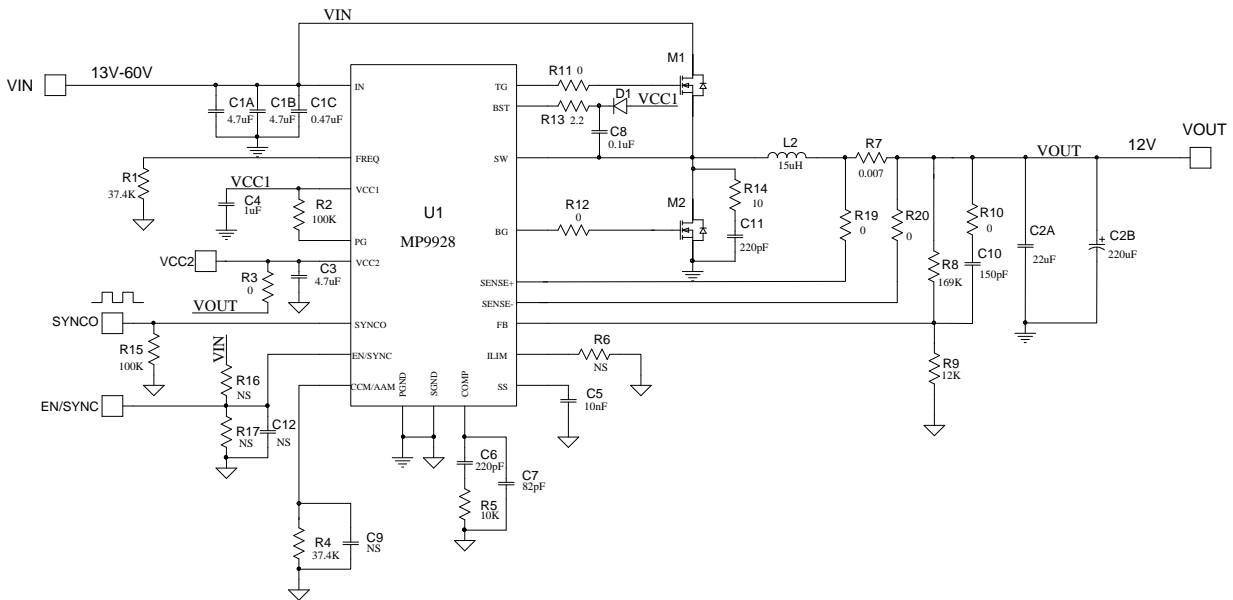 VIN
M1
VIN
13V-60V
IN
TG
R11 0
C1A
4.7uF
C1B
4.7uF
C1C
0.47uF
BST
R13 2.2
D1
VCC1
C8
0.1uF
VOUT
12V
VOUT
FREQ
SW
L2
15uH
R7
0.007
R1
37.4K
VCC1
C4
1uF
VCC1
R2
100K
PG
U1
MP9928
R14
10
C11
220pF
M2
R12
0
BG
R19
0
R20
0
R10
0
C10
150pF
R8
169K
C2A
22uF
C2B
+
220uF
VCC2
VCC2
R3
0
C3
4.7uF
VOUT
SENSE+
SENSE-
SYNCO
SYNCO
FB
R15
100K
VIN
EN/SYNC
ILIM
R6
NS
R9
12K
R16
NS
CCM/AAM
PGND
SGND
COMP
SS
C5
10nF
EN/SYNC
R17
NS
C12
NS
C6
220pF
C7
82pF
R5
10K
R4
37.4K
C9
NS